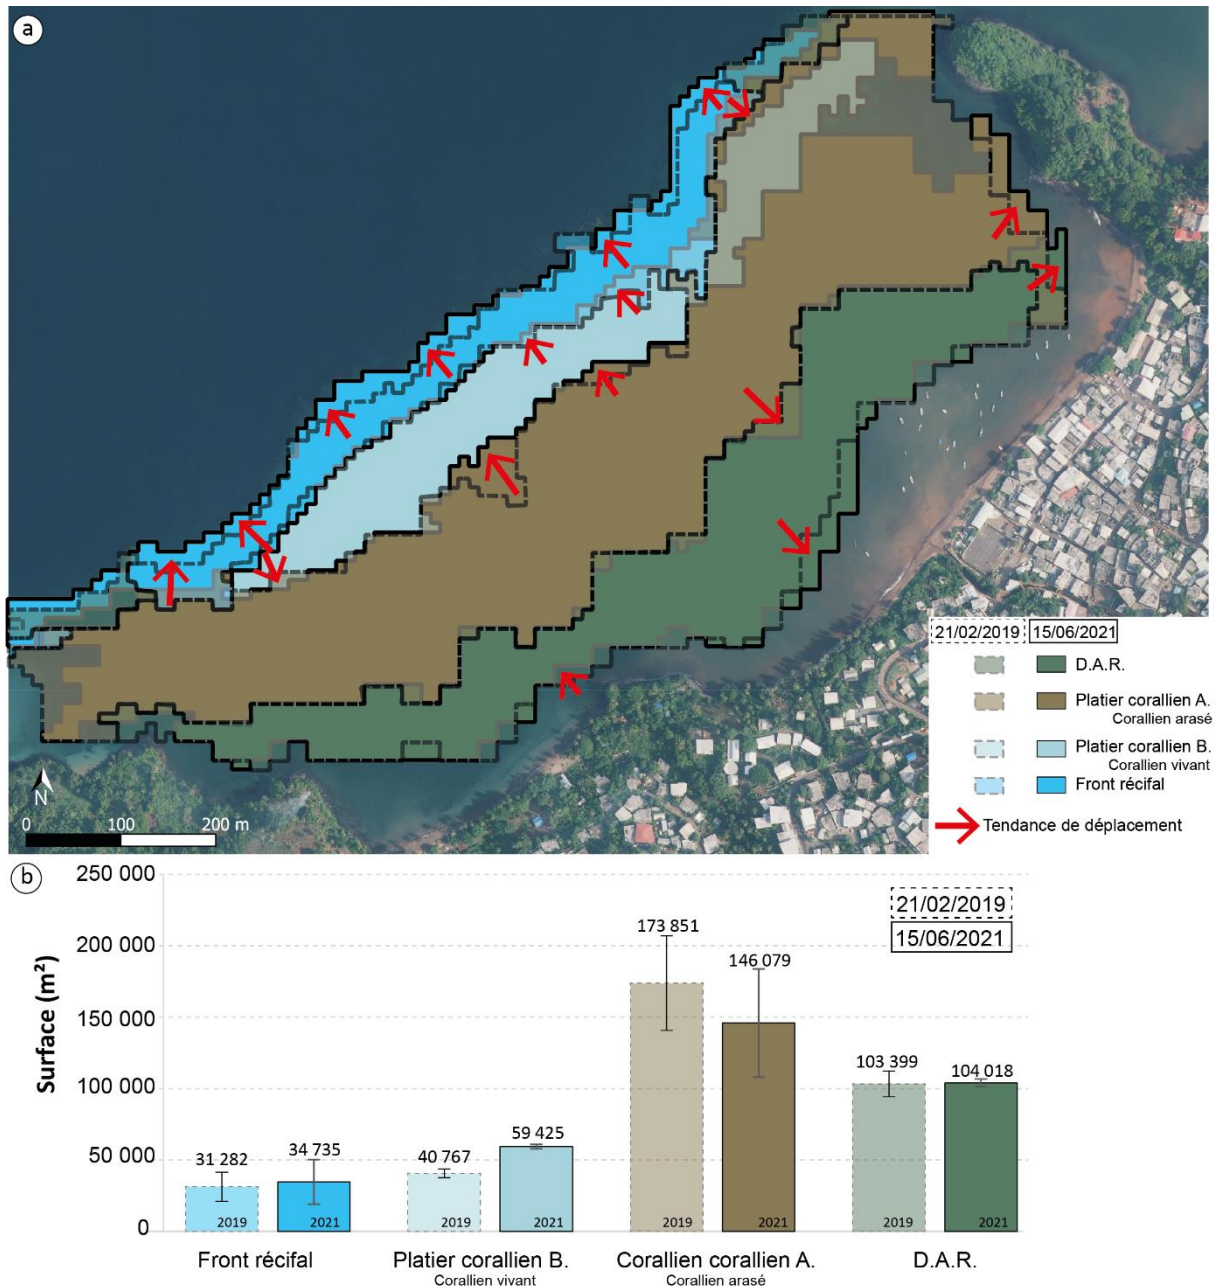 a
21/02/2019 15/06/2021
D.A.R.
Platier corallien A.
Corallien arasé
Platier corallien B.
Corallien vivant
Front récifal
Tendance de déplacement
N
0 100 200 m
b
250 000
200 000
150 000
100 000
50 000
0
Surface (m²)
21/02/2019
15/06/2021
31 282
34 735
40 767
59 425
173 851
146 079
103 399
104 018
2019 2021 2019 2021 2019 2021 2019 2021
Front récifal
Platier corallien B.
Corallien vivant
Corallien corallien A.
Corallien arasé
D.A.R.